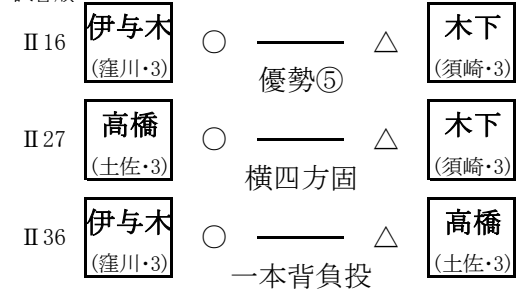 Ⅱ16 伊与木 ○ △ 木下
(窪川・3) 優勢⑤ (須崎・3)
Ⅱ27 高橋 ○ △ 木下
(土佐・3) 横四方固 (須崎・3)
Ⅱ36 伊与木 ○ △ 高橋
(窪川・3) 一本背負投 (土佐・3)